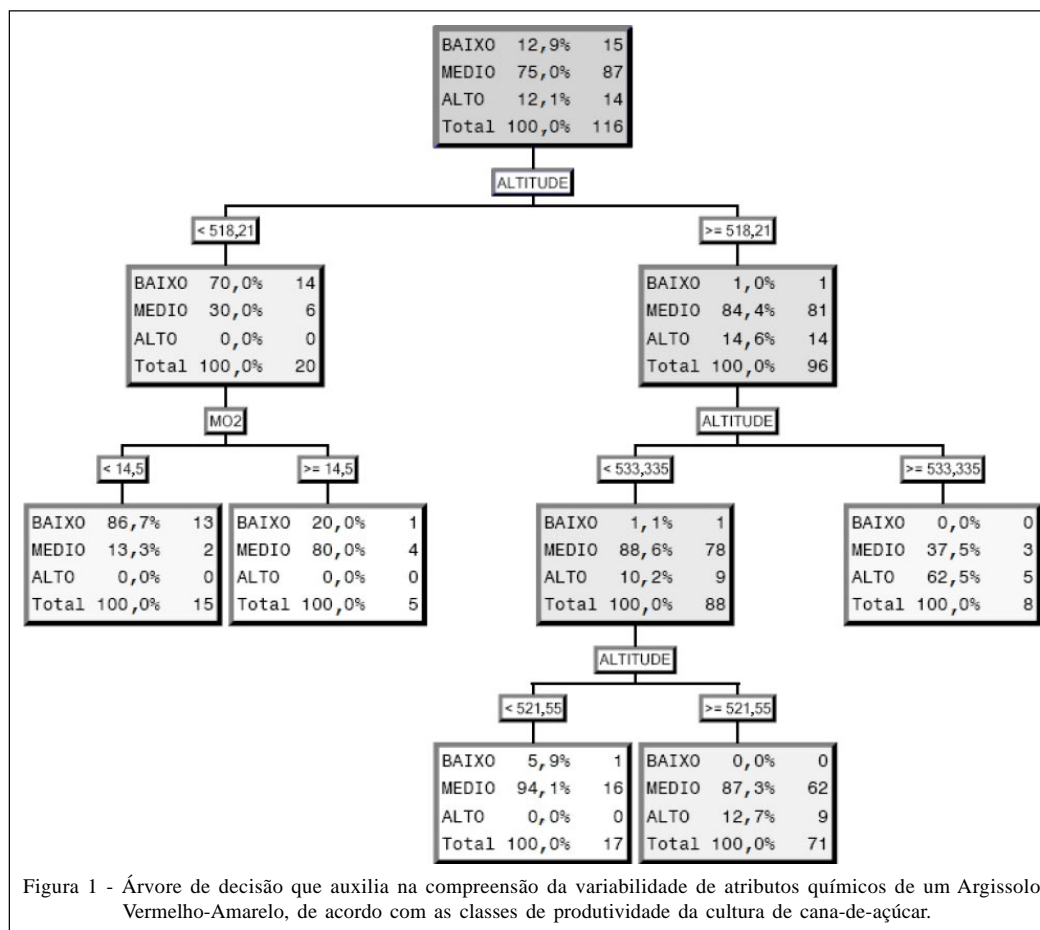 BAIXO 12,9% 15
MEDIO 75,0% 87
ALTO 12,1% 14
Total 100,0% 116
ALTITUDE
< 518,21
>= 518,21
BAIXO 70,0% 14
MEDIO 30,0% 6
ALTO 0,0% 0
Total 100,0% 20
BAIXO 1,0% 1
MEDIO 84,4% 81
ALTO 14,6% 14
Total 100,0% 96
MO2
ALTITUDE
< 14,5
>= 14,5
< 533,335
>= 533,335
BAIXO 86,7% 13
MEDIO 13,3% 2
ALTO 0,0% 0
Total 100,0% 15
BAIXO 20,0% 1
MEDIO 80,0% 4
ALTO 0,0% 0
Total 100,0% 5
BAIXO 1,1% 1
MEDIO 88,6% 78
ALTO 10,2% 9
Total 100,0% 88
BAIXO 0,0% 0
MEDIO 37,5% 3
ALTO 62,5% 5
Total 100,0% 8
ALTITUDE
< 521,55
>= 521,55
BAIXO 5,9% 1
MEDIO 94,1% 16
ALTO 0,0% 0
Total 100,0% 17
BAIXO 0,0% 0
MEDIO 87,3% 62
ALTO 12,7% 9
Total 100,0% 71
Figura 1 - Árvore de decisão que auxilia na compreensão da variabilidade de atributos químicos de um Argissolo
Vermelho-Amarelo, de acordo com as classes de produtividade da cultura de cana-de-açúcar.